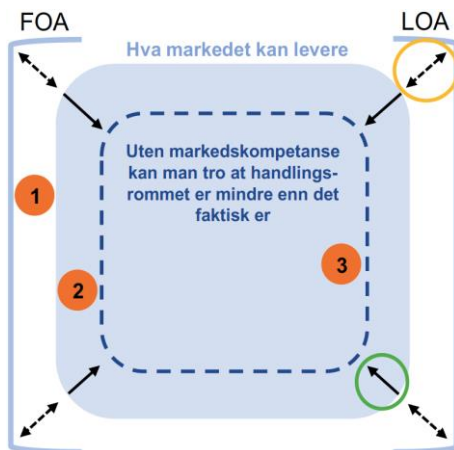 FOA
LOA
Hva markedet kan levere
Uten markedskompetanse
kan man tro at handlings-
rommet er mindre enn det
faktisk er
1
3
2